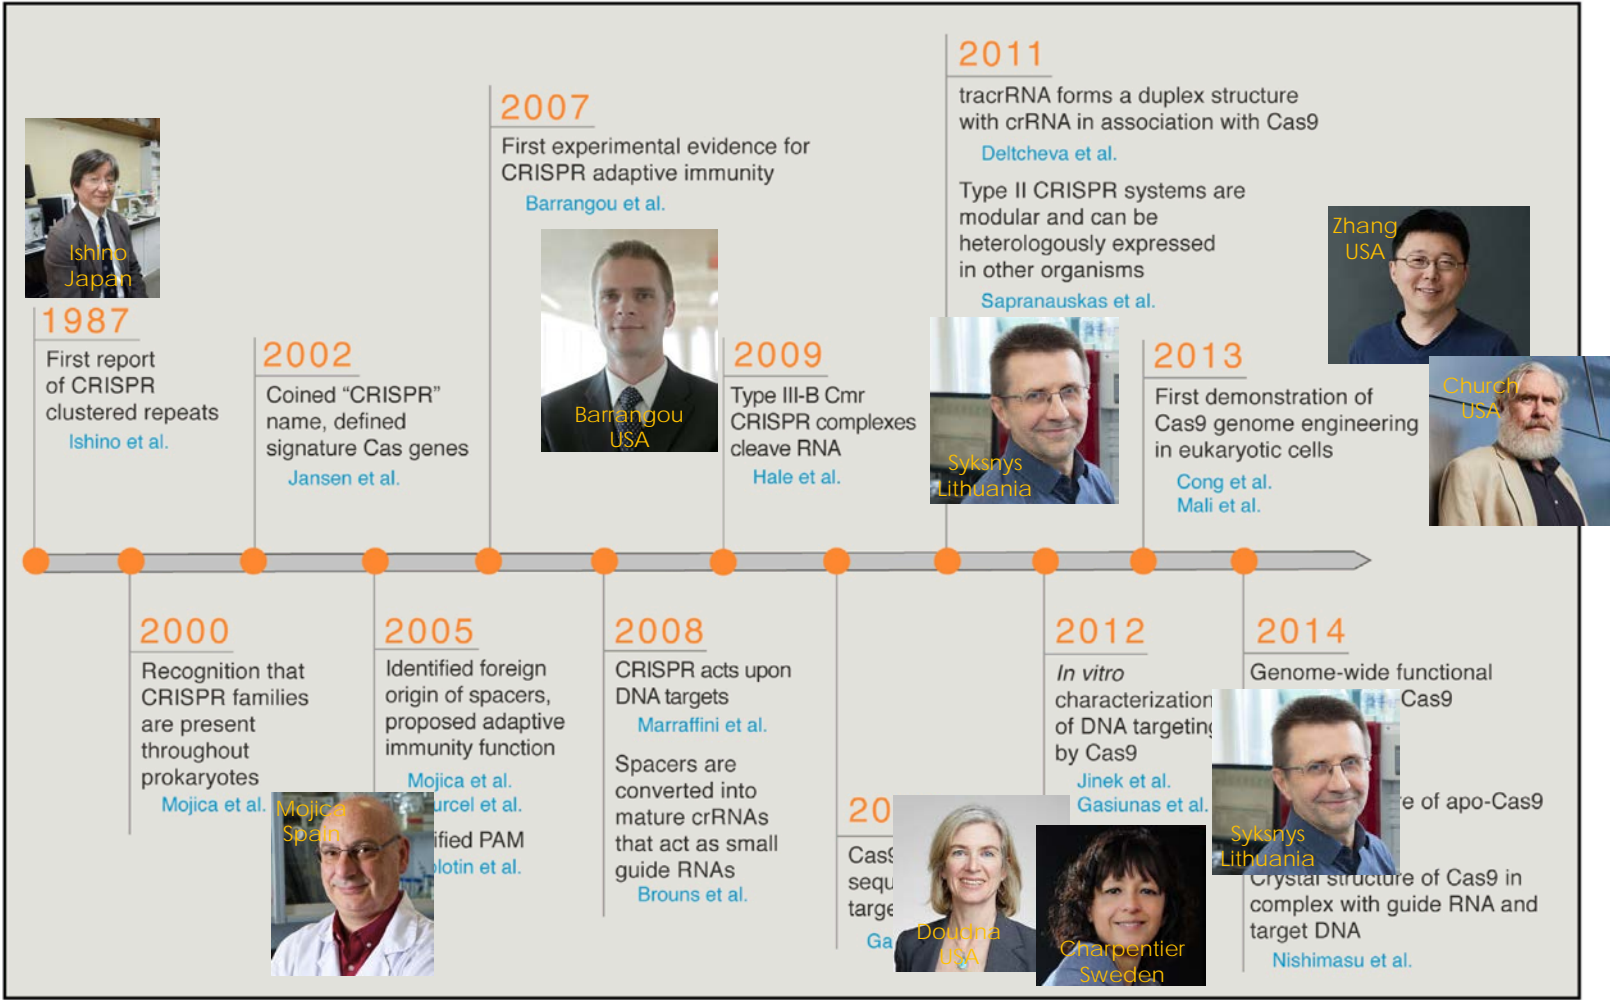 2011
tracrRNA forms a duplex structure
with crRNA in association with Cas9
Deltcheva et al.
Type II CRISPR systems are
modular and can be
heterologously expressed
in other organisms
Sapranauskas et al.
2007
First experimental evidence for
CRISPR adaptive immunity
Barrangou et al.
Ishino
Japan
Zhang
USA
1987
First report
of CRISPR
clustered repeats
Ishino et al.
2002
Coined “CRISPR”
name, defined
signature Cas genes
Jansen et al.
Barrangou
USA
2009
Type III-B Cmr
CRISPR complexes
cleave RNA
Hale et al.
Syksnys
Lithuania
2013
First demonstration of
Cas9 genome engineering
in eukaryotic cells
Cong et al.
Mali et al.
Church
USA
2000
Recognition that
CRISPR families
are present
throughout
prokaryotes
Mojica et al.
Mojica
Spain
2005
Identified foreign
origin of spacers,
proposed adaptive
immunity function
Mojica et al.
et al.
PAM
et al.
2008
CRISPR acts upon
DNA targets
Marraffini et al.
Spacers are
converted into
mature crRNAs
that act as small
guide RNAs
Brouns et al.
Doudna
USA
Charpentier
Sweden
2012
In vitro
characterization
of DNA targeting
by Cas9
Jinek et al.
Gasiunas et al.
2014
Genome-wide functional
Cas9
of apo-Cas9
Syksnys
Lithuania
Crystal structure of Cas9 in
complex with guide RNA and
target DNA
Nishimasu et al.